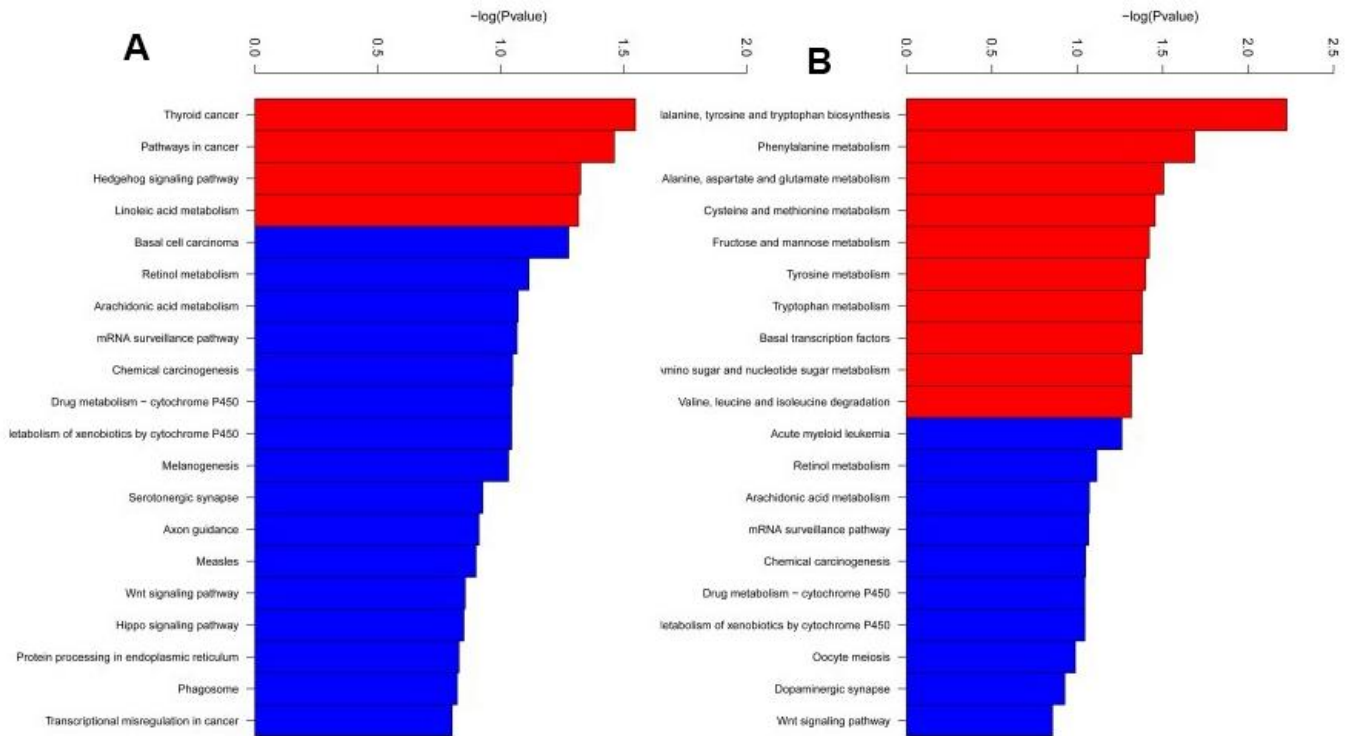 −log(Pvalue)
A
0.0 0.5 1.0 1.5 2.0
Thyroid cancer
Pathways in cancer
Hedgehog signaling pathway
Linoleic acid metabolism
Basal cell carcinoma
Retinol metabolism
Arachidonic acid metabolism
mRNA surveillance pathway
Chemical carcinogenesis
Drug metabolism − cytochrome P450
letabolism of xenobiotics by cytochrome P450
Melanogenesis
Serotonergic synapse
Axon guidance
Measles
Wnt signaling pathway
Hippo signaling pathway
Protein processing in endoplasmic reticulum
Phagosome
Transcriptional misregulation in cancer
−log(Pvalue)
B
0.0 0.5 1.0 1.5 2.0 2.5
lalanine, tyrosine and tryptophan biosynthesis
Phenylalanine metabolism
Alanine, aspartate and glutamate metabolism
Cysteine and methionine metabolism
Fructose and mannose metabolism
Tyrosine metabolism
Tryptophan metabolism
Basal transcription factors
mino sugar and nucleotide sugar metabolism
Valine, leucine and isoleucine degradation
Acute myeloid leukemia
Retinol metabolism
Arachidonic acid metabolism
mRNA surveillance pathway
Chemical carcinogenesis
Drug metabolism − cytochrome P450
letabolism of xenobiotics by cytochrome P450
Oocyte meiosis
Dopaminergic synapse
Wnt signaling pathway